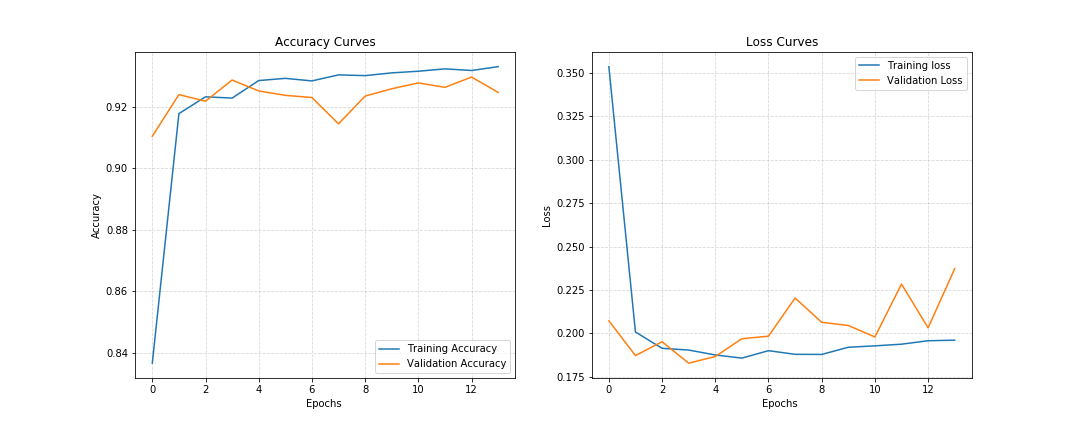 Accuracy Curves
Accuracy
0.92
0.90
0.88
0.86
0.84
0 2 4 6 8 10 12
Epochs
Training Accuracy
Validation Accuracy
Loss Curves
Loss
0.350
0.325
0.300
0.275
0.250
0.225
0.200
0.175
0 2 4 6 8 10 12
Epochs
Training loss
Validation Loss